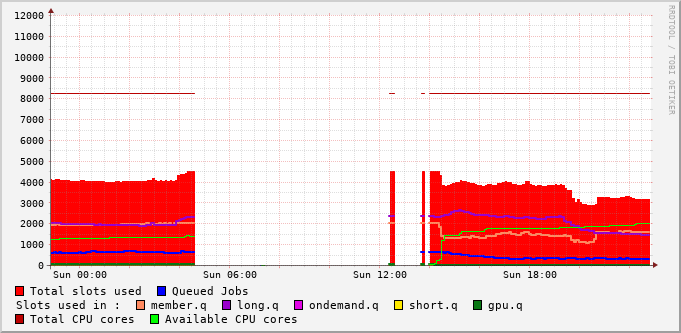 12000
11000
10000
9000
8000
7000
6000
5000
4000
3000
2000
1000
0
Sun 00:00 Sun 06:00 Sun 12:00 Sun 18:00
RRDTOOL / TOBI OETIKER
Total slots used Queued Jobs
Slots used in : member.q long.q ondemand.q short.q gpu.q
Total CPU cores Available CPU cores